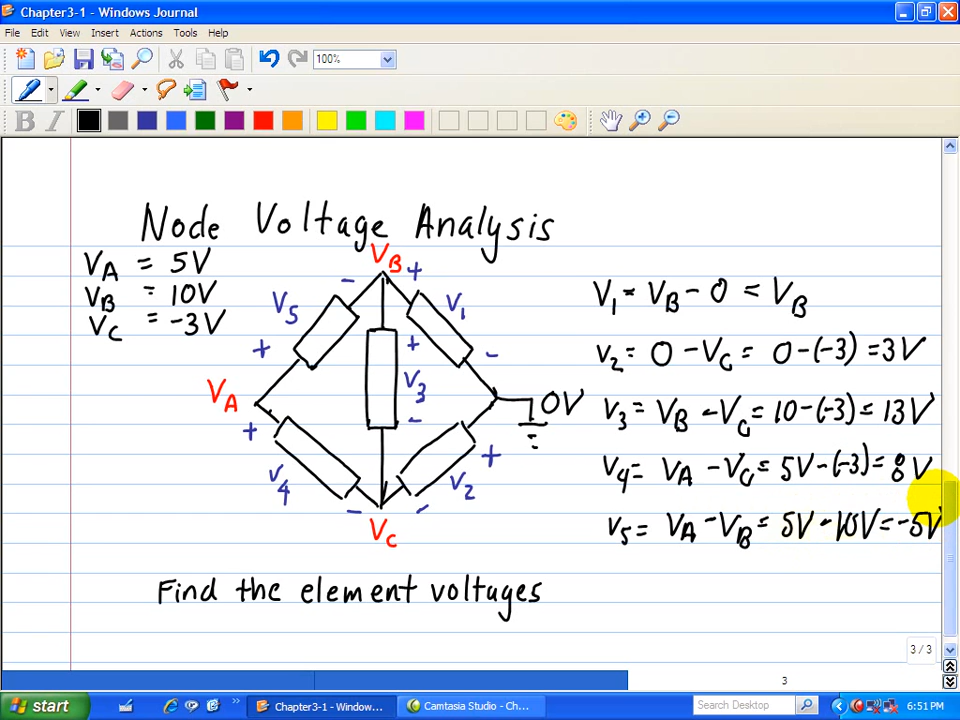 Chapter3-1 - Windows Journal
File Edit View Insert Actions Tools Help
100%
B I
Node Voltage Analysis
VA = 5V
VB = 10V
VC = -3V
VB
- +
V5 V1
+ + -
V3
VA 0V
+ - +
V4 V2
- -
VC
V1 = VB - 0 = VB
V2 = 0 - VC = 0 - (-3) = 3V
V3 = VB - VC = 10 - (-3) = 13V
V4 = VA - VC = 5V - (-3) = 8V
V5 = VA - VB = 5V - 10V = -5V
Find the element voltages
3 / 3
3
start
Chapter3-1 - Window...
Camtasia Studio - Ch...
Search Desktop
6:51 PM